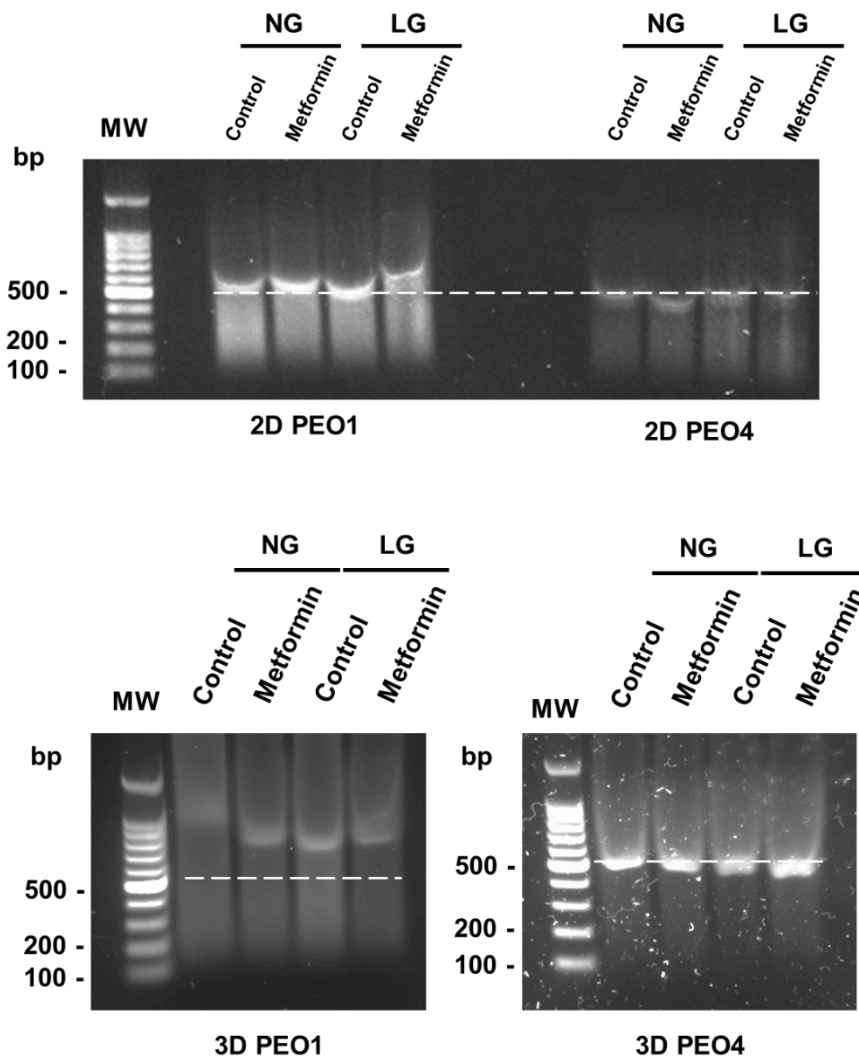 NG LG NG LG
Control Metformin Control Metformin Control Metformin Control Metformin
MW
bp
500 -
200 -
100 -
2D PEO1 2D PEO4
NG LG NG LG
Control Metformin Control Metformin Control Metformin Control Metformin
MW MW
bp bp
500 - 500 -
200 - 200 -
100 - 100 -
3D PEO1 3D PEO4